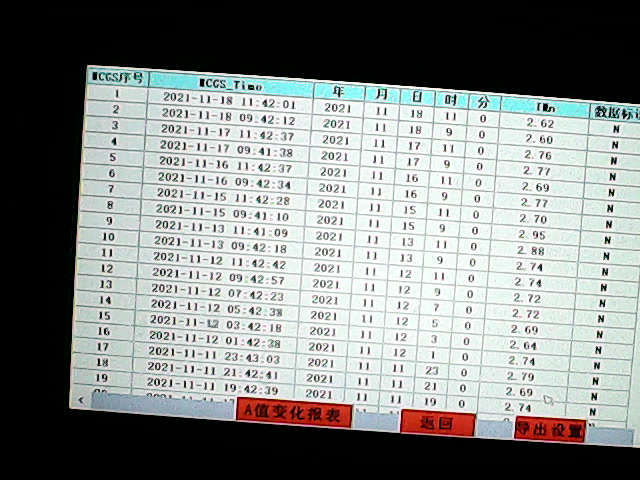 MCGS序号 MCGS_Time 年 月 日 时 分 IMn 数据标
1 2021-11-18 11:42:01 2021 11 18 11 0 2.62 N
2 2021-11-18 09:42:12 2021 11 18 9 0 2.60 N
3 2021-11-17 11:42:37 2021 11 17 11 0 2.76 N
4 2021-11-17 09:41:38 2021 11 17 9 0 2.77 N
5 2021-11-16 11:42:37 2021 11 16 11 0 2.69 N
6 2021-11-16 09:42:34 2021 11 16 9 0 2.77 N
7 2021-11-15 11:42:28 2021 11 15 11 0 2.70 N
8 2021-11-15 09:41:10 2021 11 15 9 0 2.95 N
9 2021-11-13 11:41:09 2021 11 13 11 0 2.88 N
10 2021-11-13 09:42:18 2021 11 13 9 0 2.74 N
11 2021-11-12 11:42:42 2021 11 12 11 0 2.74 N
12 2021-11-12 09:42:57 2021 11 12 9 0 2.72 N
13 2021-11-12 07:42:23 2021 11 12 7 0 2.72 N
14 2021-11-12 05:42:38 2021 11 12 5 0 2.69 N
15 2021-11-12 03:42:18 2021 11 12 3 0 2.64 N
16 2021-11-12 01:42:38 2021 11 12 1 0 2.74 N
17 2021-11-11 23:43:03 2021 11 11 23 0 2.79 N
18 2021-11-11 21:42:41 2021 11 11 21 0 2.69 N
19 2021-11-11 19:42:39 2021 11 11 19 0 2.74 N
A值变化报表 返回 导出设置